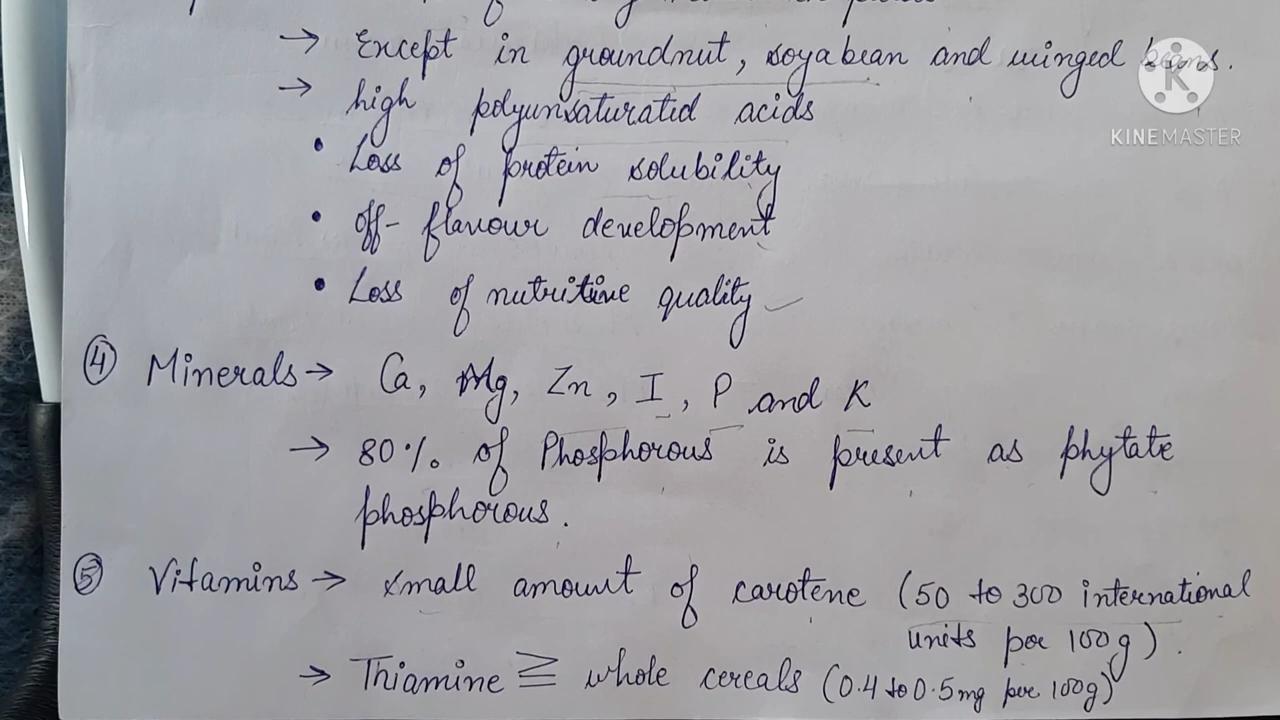 → Except in groundnut, soyabean and winged beans.
→ high polyunsaturated acids
• Loss of protein solubility
• off-flavour development
• Loss of nutritive quality
④ Minerals → Ca, Mg, Zn, I, P and K
→ 80% of Phosphorous is present as phytate
phosphorous.
⑤ Vitamins → small amount of carotene (50 to 300 international
units per 100g).
→ Thiamine ≧ whole cereals (0.4 to 0.5mg per 100g)
KINEMASTER